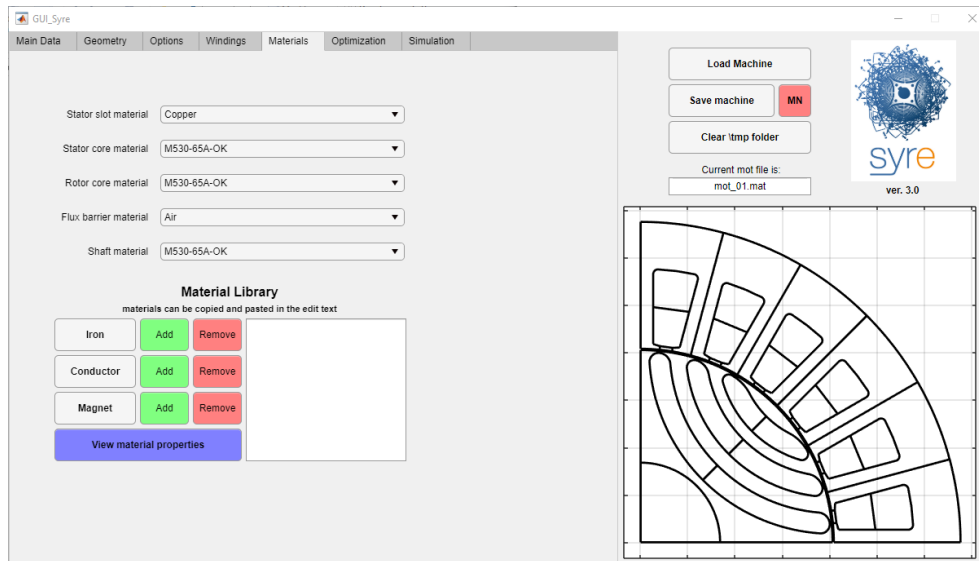 GUI_Syre
Main Data Geometry Options Windings Materials Optimization Simulation
Stator slot material Copper
Stator core material M530-65A-OK
Rotor core material M530-65A-OK
Flux barrier material Air
Shaft material M530-65A-OK
Material Library
materials can be copied and pasted in the edit text
Iron Add Remove
Conductor Add Remove
Magnet Add Remove
View material properties
Load Machine
Save machine MN
Clear \tmp folder
Current mot file is:
mot_01.mat
syre
ver. 3.0